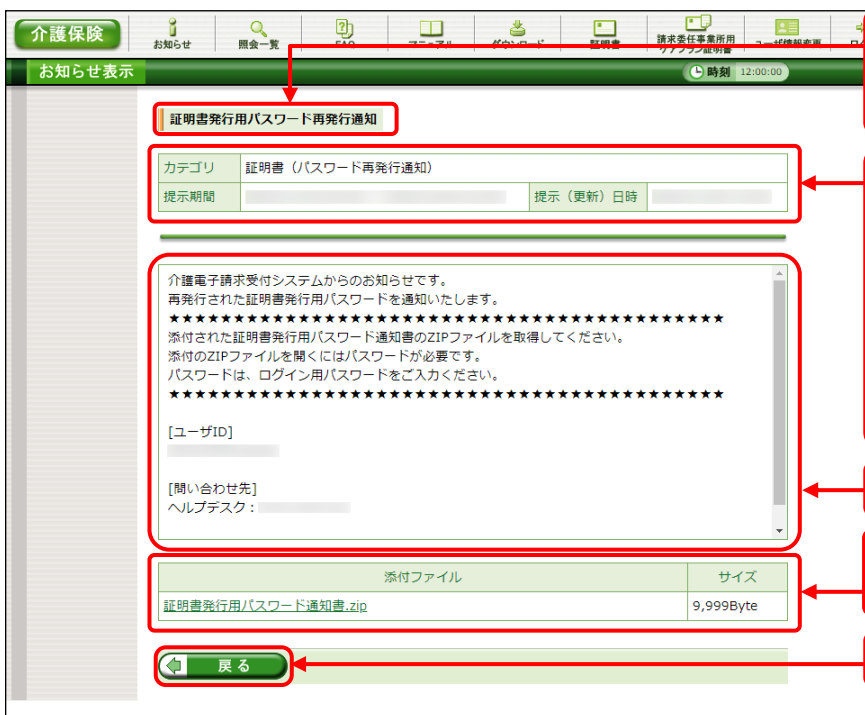 介護保険
お知らせ
照会一覧
FAQ
マニュアル
ダウンロード
証明書
請求委任事業所用
ケアプラン証明書
ユーザ情報変更
お知らせ表示
時刻 12:00:00
証明書発行用パスワード再発行通知
カテゴリ 証明書（パスワード再発行通知）
提示期間 提示（更新）日時
介護電子請求受付システムからのお知らせです。
再発行された証明書発行用パスワードを通知いたします。
★★★★★★★★★★★★★★★★★★★★★★★★★★★★★★★★★★★★★★★★★★★
添付された証明書発行用パスワード通知書のZIPファイルを取得してください。
添付のZIPファイルを開くにはパスワードが必要です。
パスワードは、ログイン用パスワードをご入力ください。
★★★★★★★★★★★★★★★★★★★★★★★★★★★★★★★★★★★★★★★★★★★
[ユーザID]
[問い合わせ先]
ヘルプデスク：
添付ファイル サイズ
証明書発行用パスワード通知書.zip 9,999Byte
戻る